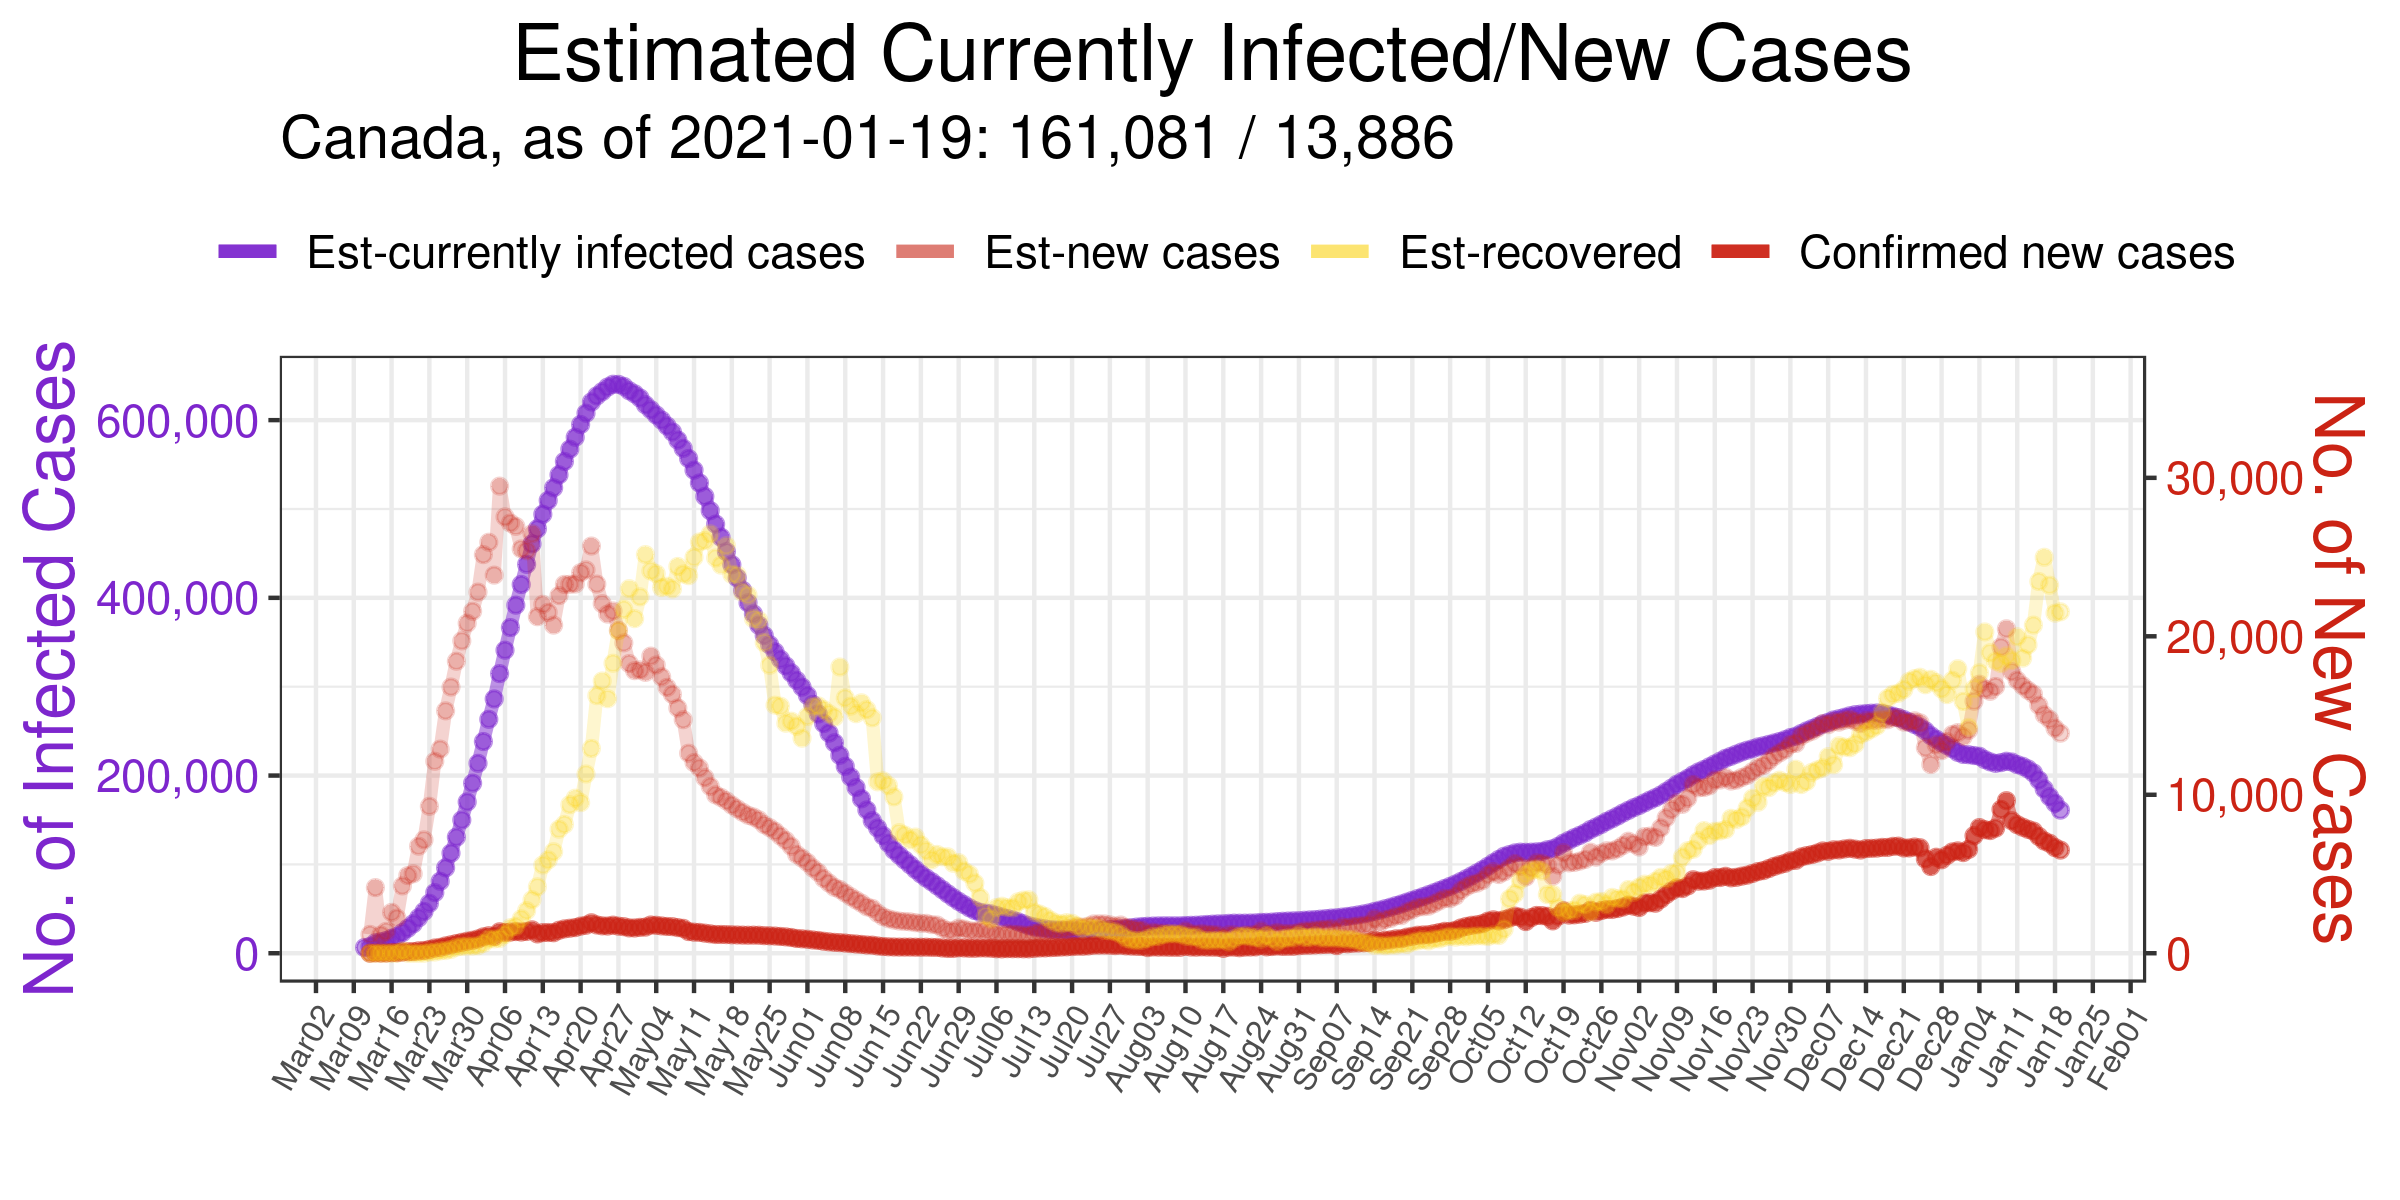 Estimated Currently Infected/New Cases
Canada, as of 2021-01-19: 161,081 / 13,886
Est-currently infected cases Est-new cases Est-recovered Confirmed new cases
No. of Infected Cases
600,000
400,000
200,000
0
30,000
20,000
10,000
0
No. of New Cases
Mar02 Mar09 Mar16 Mar23 Mar30 Apr06 Apr13 Apr20 Apr27 May04 May11 May18 May25 Jun01 Jun08 Jun15 Jun22 Jun29 Jul06 Jul13 Jul20 Jul27 Aug03 Aug10 Aug17 Aug24 Aug31 Sep07 Sep14 Sep21 Sep28 Oct05 Oct12 Oct19 Oct26 Nov02 Nov09 Nov16 Nov23 Nov30 Dec07 Dec14 Dec21 Dec28 Jan04 Jan11 Jan18 Jan25 Feb01